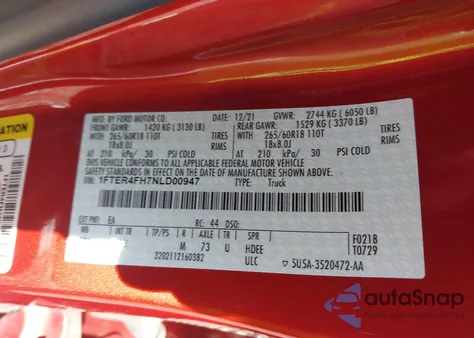 MFD. BY FORD MOTOR CO.
DATE: 12/21 GVWR: 2744 KG ( 6050 LB)
FRONT GAWR: 1420 KG ( 3130 LB) REAR GAWR: 1529 KG ( 3370 LB)
WITH 265/60R18 110T TIRES WITH 265/60R18 110T TIRES
18x8.0J RIMS 18x8.0J RIMS
AT 210 kPa/ PSI COLD AT 210 kPa/ PSI COLD
THIS VEHICLE CONFORMS TO ALL APPLICABLE FEDERAL MOTOR VEHICLE
SAFETY STANDARDS IN EFFECT ON THE DATE OF MANUFACTURE SHOWN ABOVE.
VIN: 1FTER4FH7NLD00947 TYPE: Truck
EXT PNT: EA RC: 44 DSO:
WB INT TR TP/PS R AXLE TR SPR
M 73 U HDEE
3202112160382 ULC
F0218
T0729
▽ 5U5A-3520472-AA
autoSnap